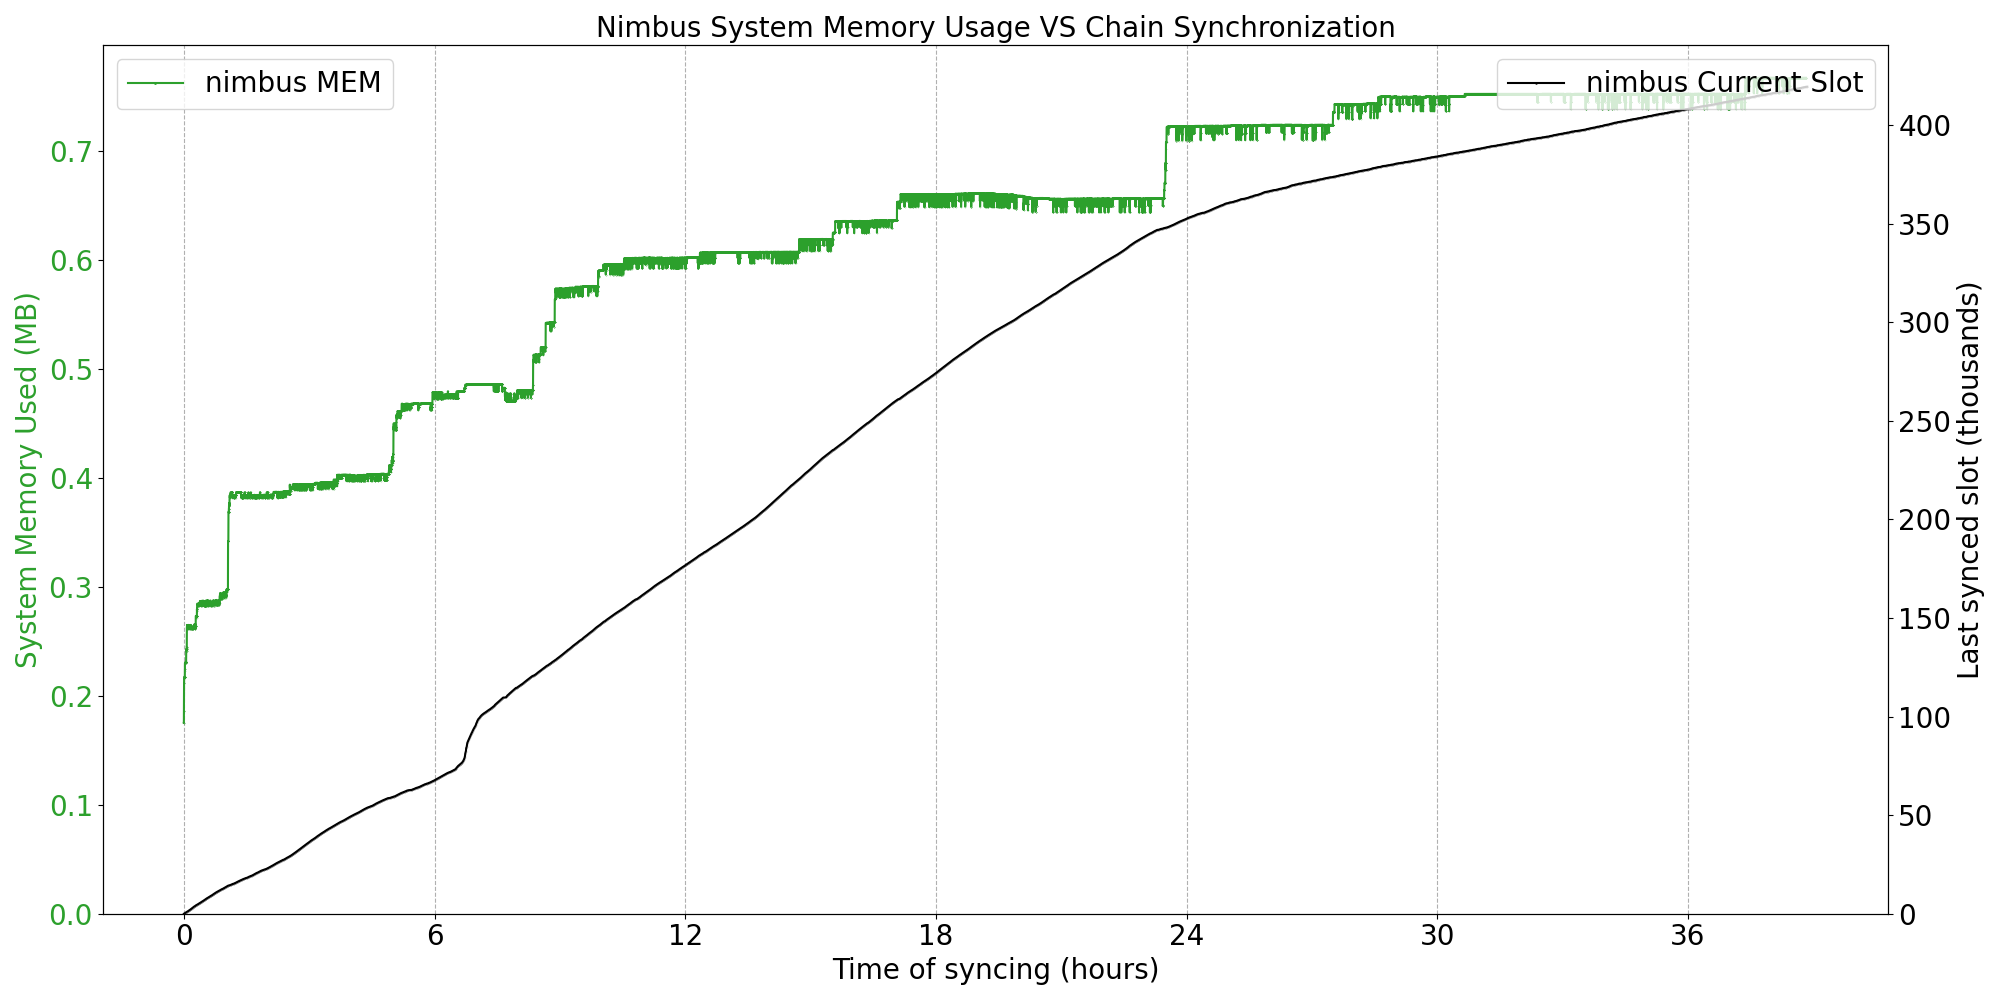 Nimbus System Memory Usage VS Chain Synchronization
nimbus MEM
nimbus Current Slot
System Memory Used (MB)
0.7
0.6
0.5
0.4
0.3
0.2
0.1
0.0
Last synced slot (thousands)
400
350
300
250
200
150
100
50
0
0 6 12 18 24 30 36
Time of syncing (hours)